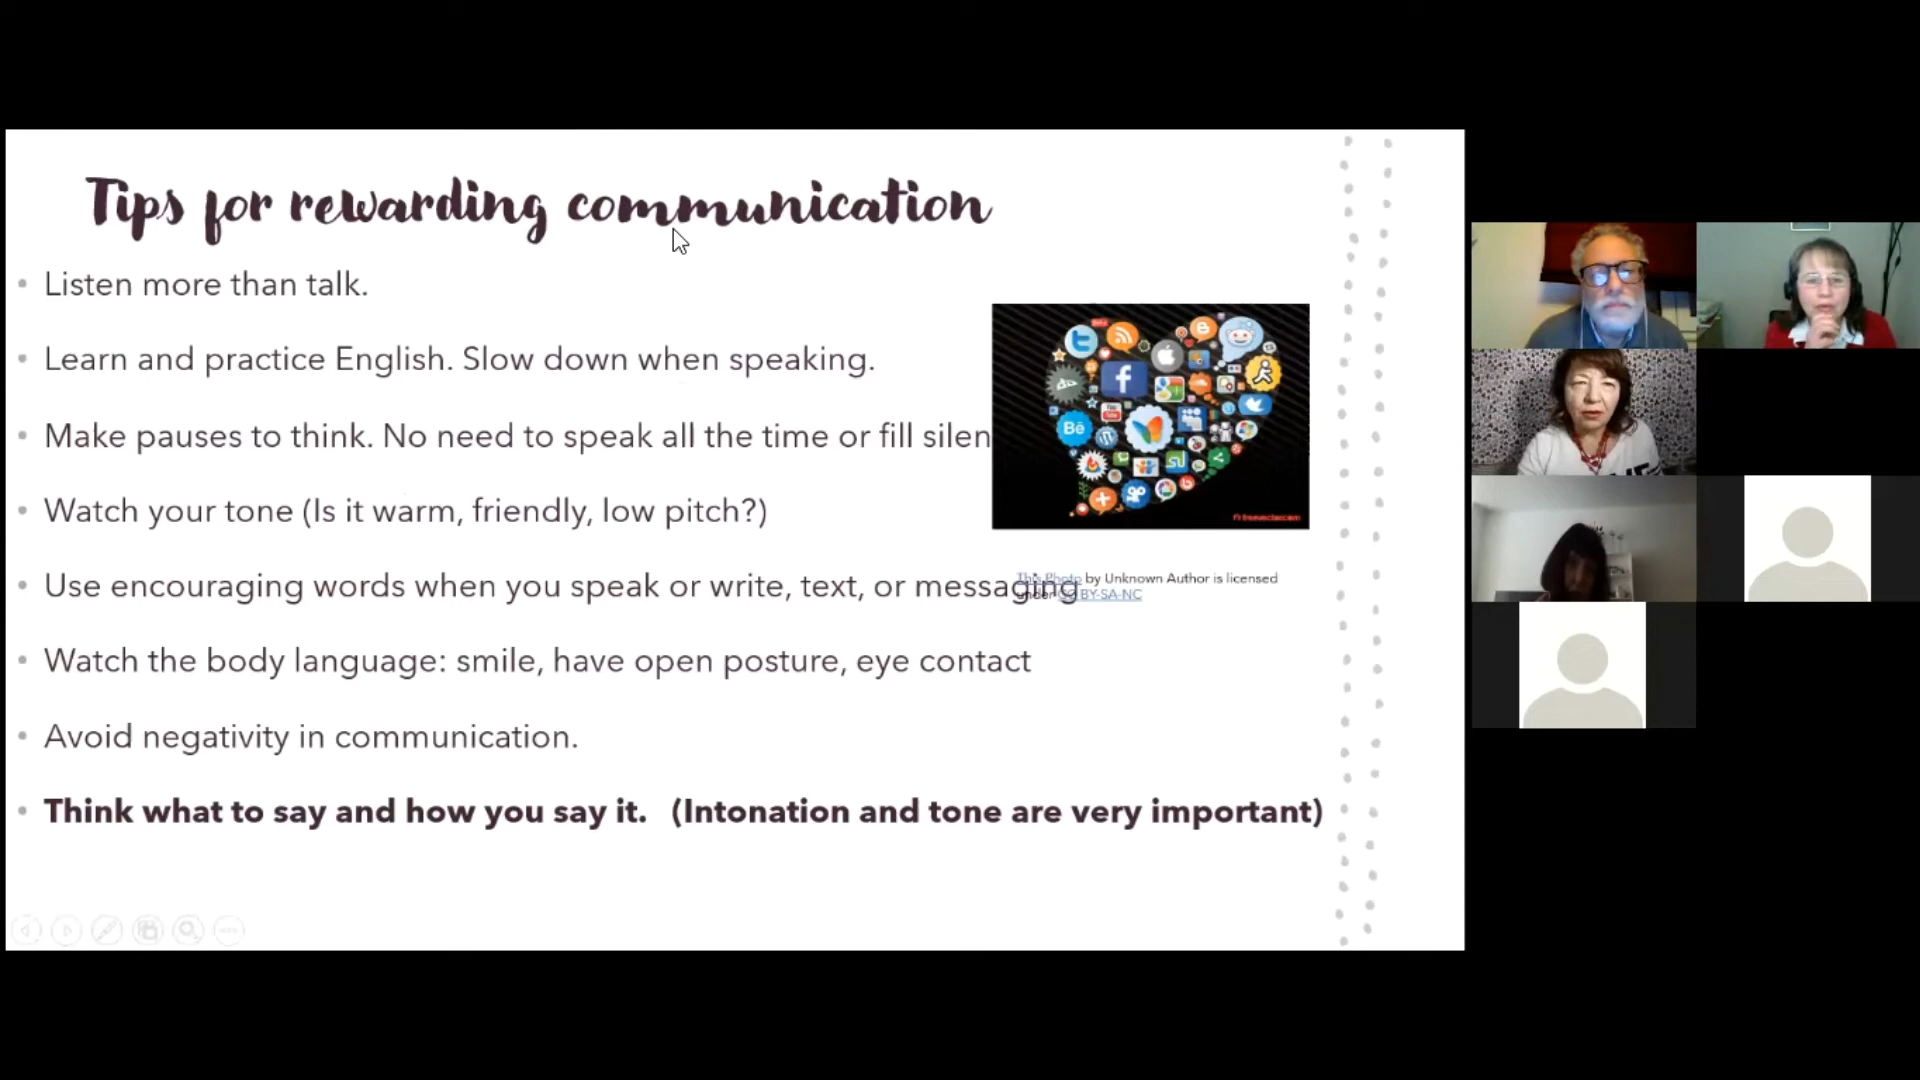 Tips for rewarding communication
Listen more than talk.
Learn and practice English. Slow down when speaking.
Make pauses to think. No need to speak all the time or fill silen
Watch your tone (Is it warm, friendly, low pitch?)
Use encouraging words when you speak or write, text, or messaging
This Photo by Unknown Author is licensed
under CC BY-SA-NC
Watch the body language: smile, have open posture, eye contact
Avoid negativity in communication.
Think what to say and how you say it. (Intonation and tone are very important)